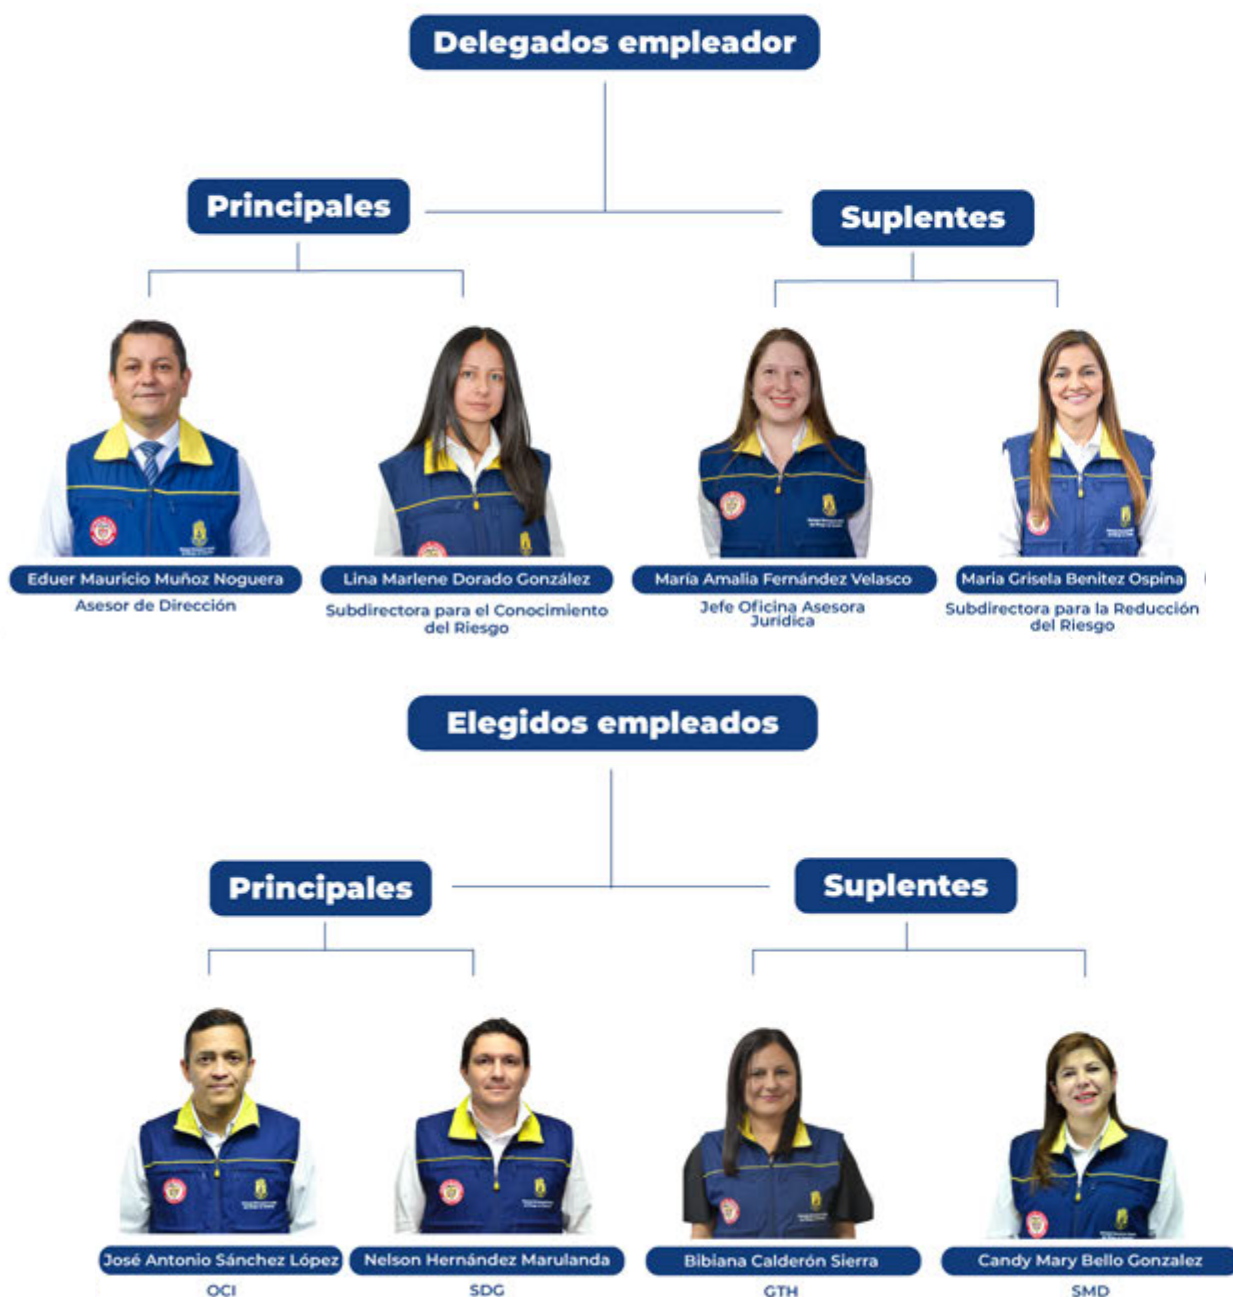 Delegados empleador
Principales
Suplentes
Eduer Mauricio Muñoz Noguera
Asesor de Dirección
Lina Marlene Dorado González
Subdirectora para el Conocimiento
del Riesgo
María Amalia Fernández Velasco
Jefe Oficina Asesora
Jurídica
Maria Grisela Benitez Ospina
Subdirectora para la Reducción
del Riesgo
Elegidos empleados
Principales
Suplentes
José Antonio Sánchez López
OCI
Nelson Hernández Marulanda
SDG
Bibiana Calderón Sierra
GTH
Candy Mary Bello Gonzalez
SMD